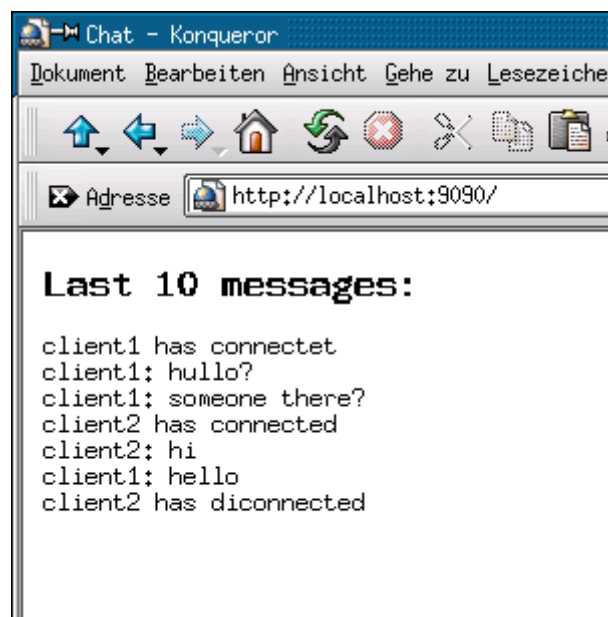 Chat - Konqueror
Dokument Bearbeiten Ansicht Gehe zu Lesezeiche
Adresse http://localhost:9090/
Last 10 messages:
client1 has connectet
client1: hullo?
client1: someone there?
client2 has connected
client2: hi
client1: hello
client2 has diconnected